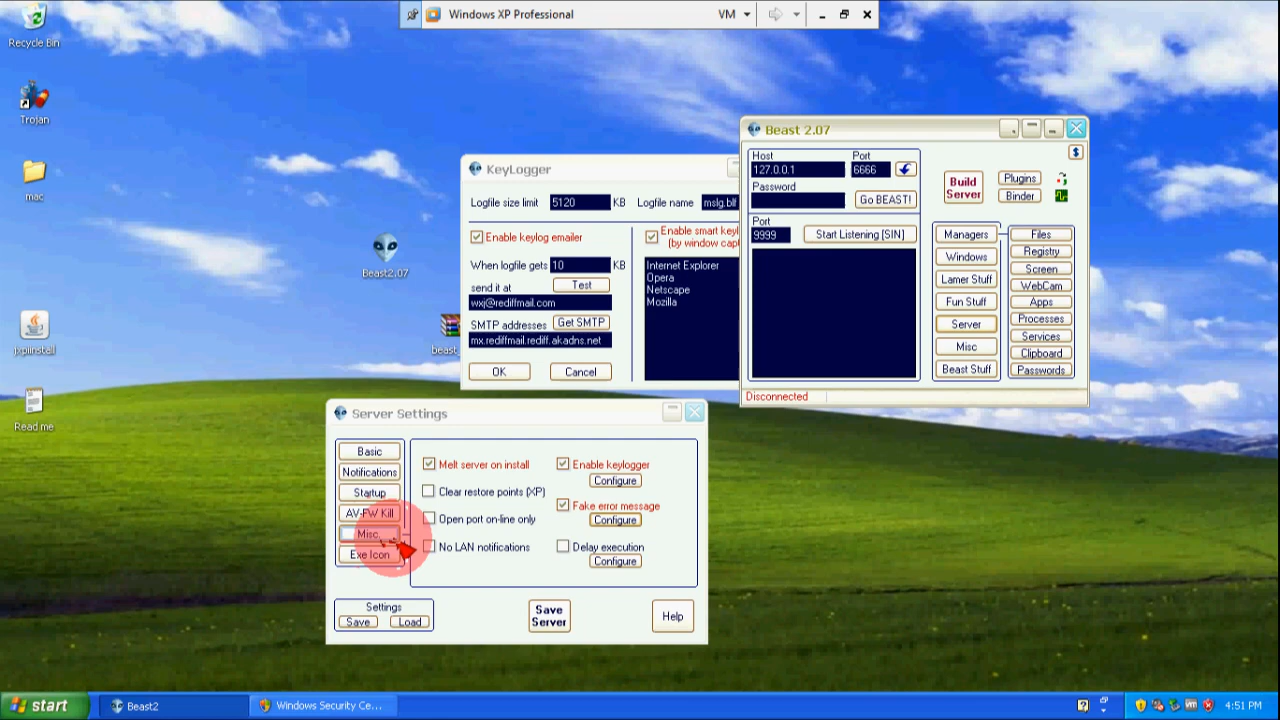 Windows XP Professional
VM
Recycle Bin
Trojan
mac
Read me
Beast2.07
KeyLogger
Logfile size limit 5120 KB Logfile name mslg.blf
Enable keylog emailer
When logfile gets 10 KB
send it at Test
wxj@rediffmail.com
SMTP addresses Get SMTP
mx.rediffmail.rediff.akadns.net
OK Cancel
Enable smart keyl
(by window capt
Internet Explorer
Opera
Netscape
Mozilla
Beast 2.07
Host Port
127.0.0.1 6666
Password
Go BEAST!
Port
9999 Start Listening [SIN]
Build
Server
Plugins
Binder
Managers
Windows
Lamer Stuff
Fun Stuff
Server
Misc
Beast Stuff
Files
Registry
Screen
WebCam
Apps
Processes
Services
Clipboard
Passwords
Disconnected
Server Settings
Basic
Notifications
Startup
AV-FW Kill
Misc.
Exe Icon
Melt server on install
Clear restore points (XP)
Open port on-line only
No LAN notifications
Enable keylogger
Configure
Fake error message
Configure
Delay execution
Configure
Settings
Save Load
Save
Server
Help
start
Beast2
Windows Security Ce...
4:51 PM